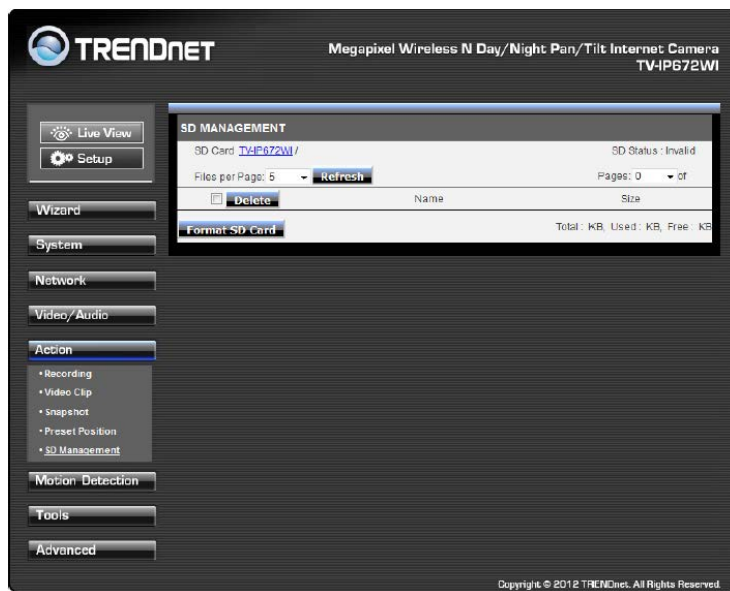 TRENDNET
Megapixel Wireless N Day/Night Pan/Tilt Internet Camera
TV-IP672WI
Live View
Setup
SD MANAGEMENT
SD Card TV-IP672WI /
SD Status : Invalid
Files per Page: 5 Refresh
Pages: 0 of
Delete Name Size
Format SD Card
Total : KB, Used : KB, Free : KB
Wizard
System
Network
Video/Audio
Action
• Recording
• Video Clip
• Snapshot
• Preset Position
• SD Management
Motion Detection
Tools
Advanced
Copyright © 2012 TRENDnet. All Rights Reserved.